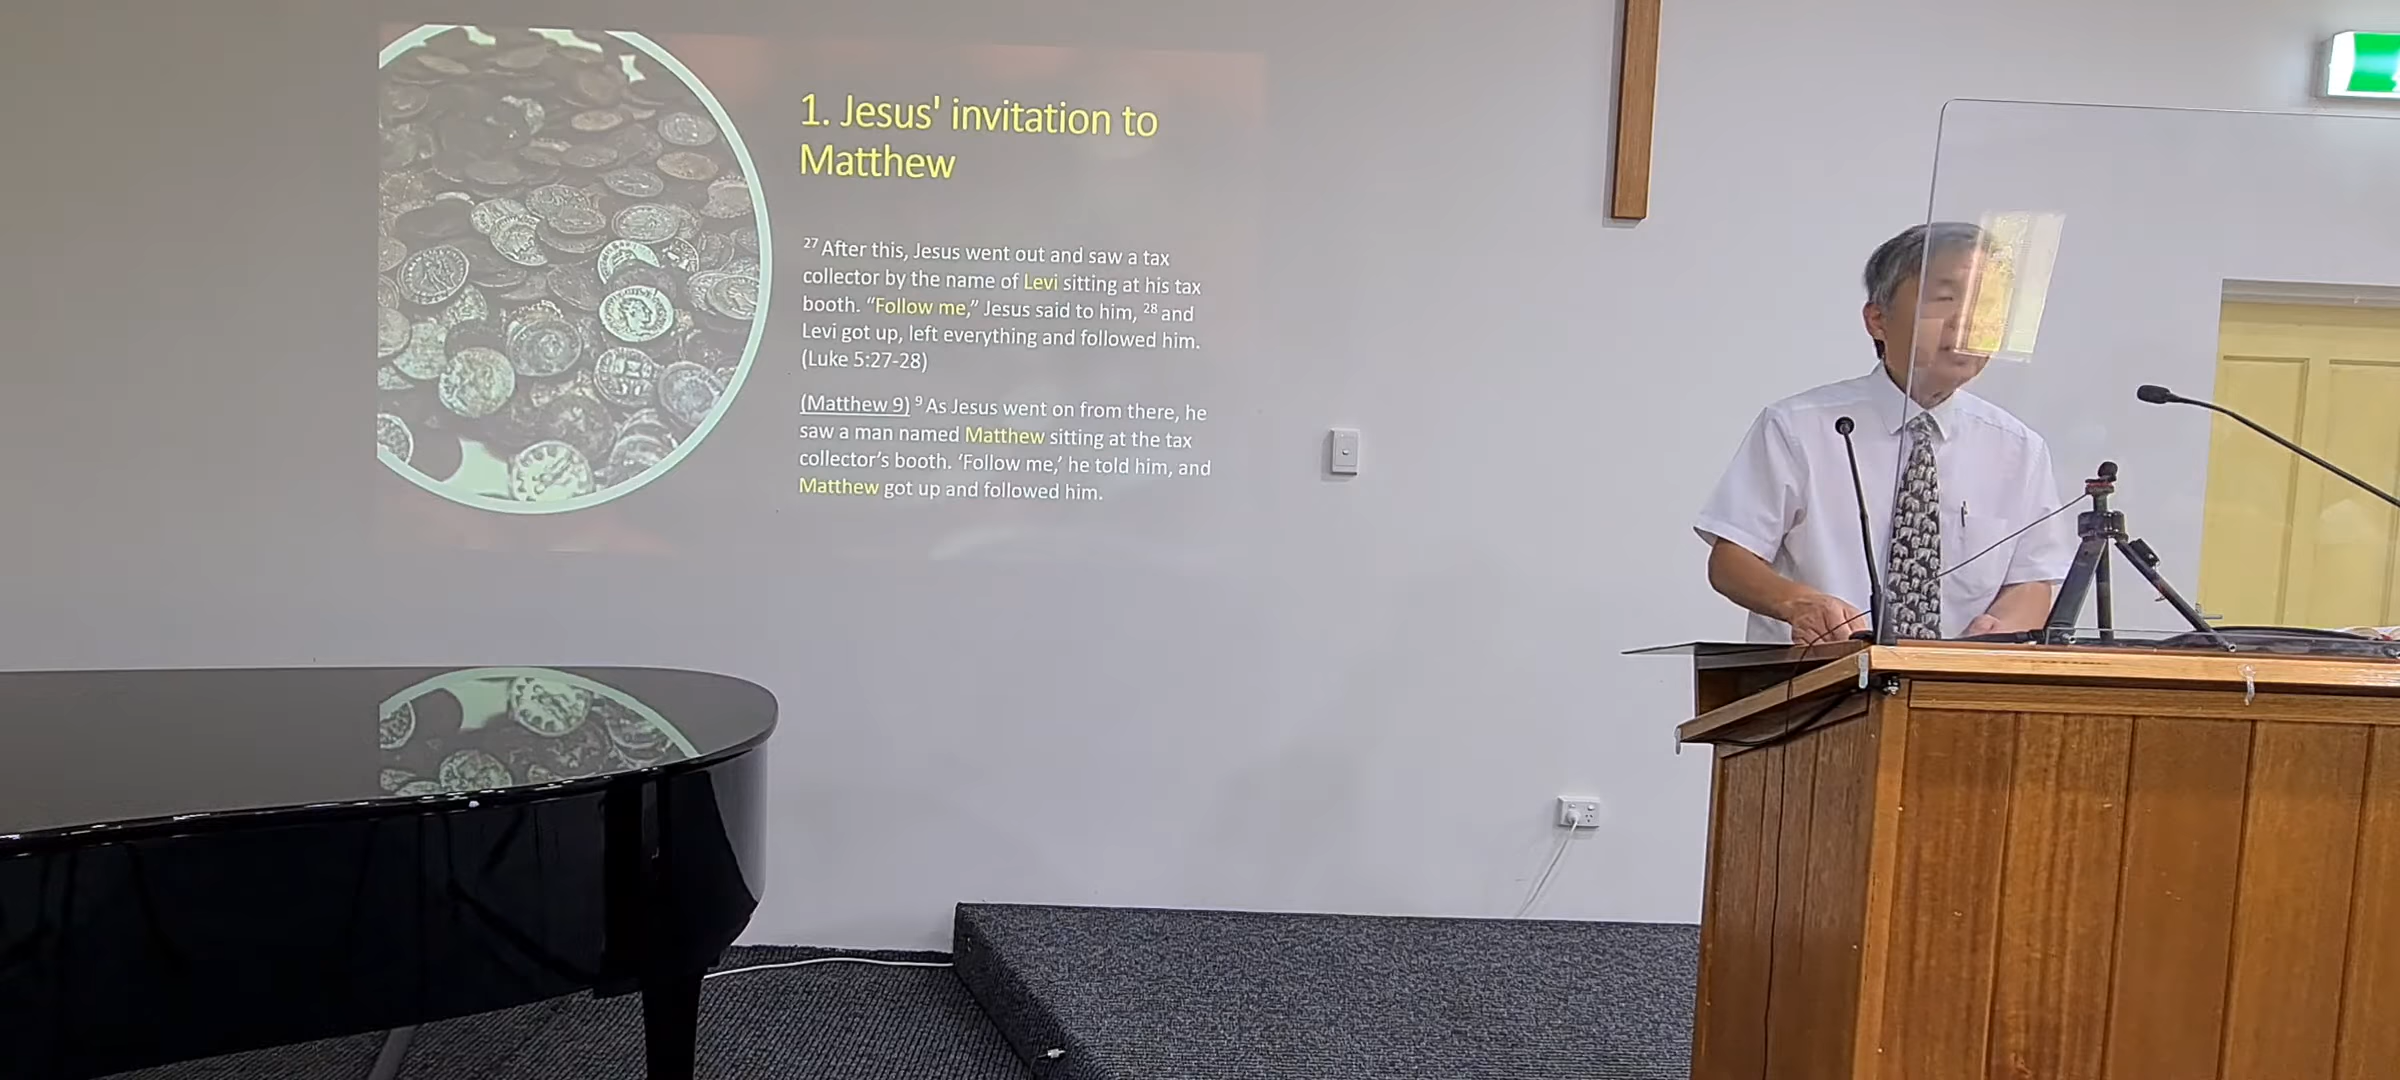 1. Jesus' invitation to
Matthew
27 After this, Jesus went out and saw a tax
collector by the name of Levi sitting at his tax
booth. “Follow me,” Jesus said to him, 28 and
Levi got up, left everything and followed him.
(Luke 5:27-28)
(Matthew 9) 9 As Jesus went on from there, he
saw a man named Matthew sitting at the tax
collector’s booth. ‘Follow me,’ he told him, and
Matthew got up and followed him.